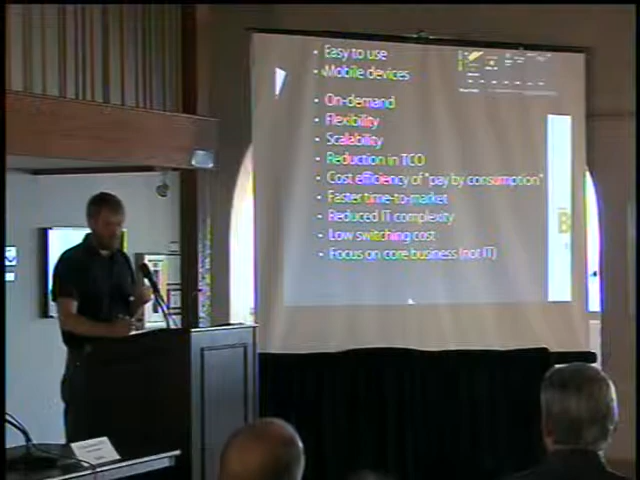 • Easy to use
• Mobile devices
• On-demand
• Flexibility
• Scalability
• Reduction in TCO
• Cost efficiency of "pay by consumption"
• Faster time-to-market
• Reduced IT complexity
• Low switching cost
• Focus on core business (not IT)